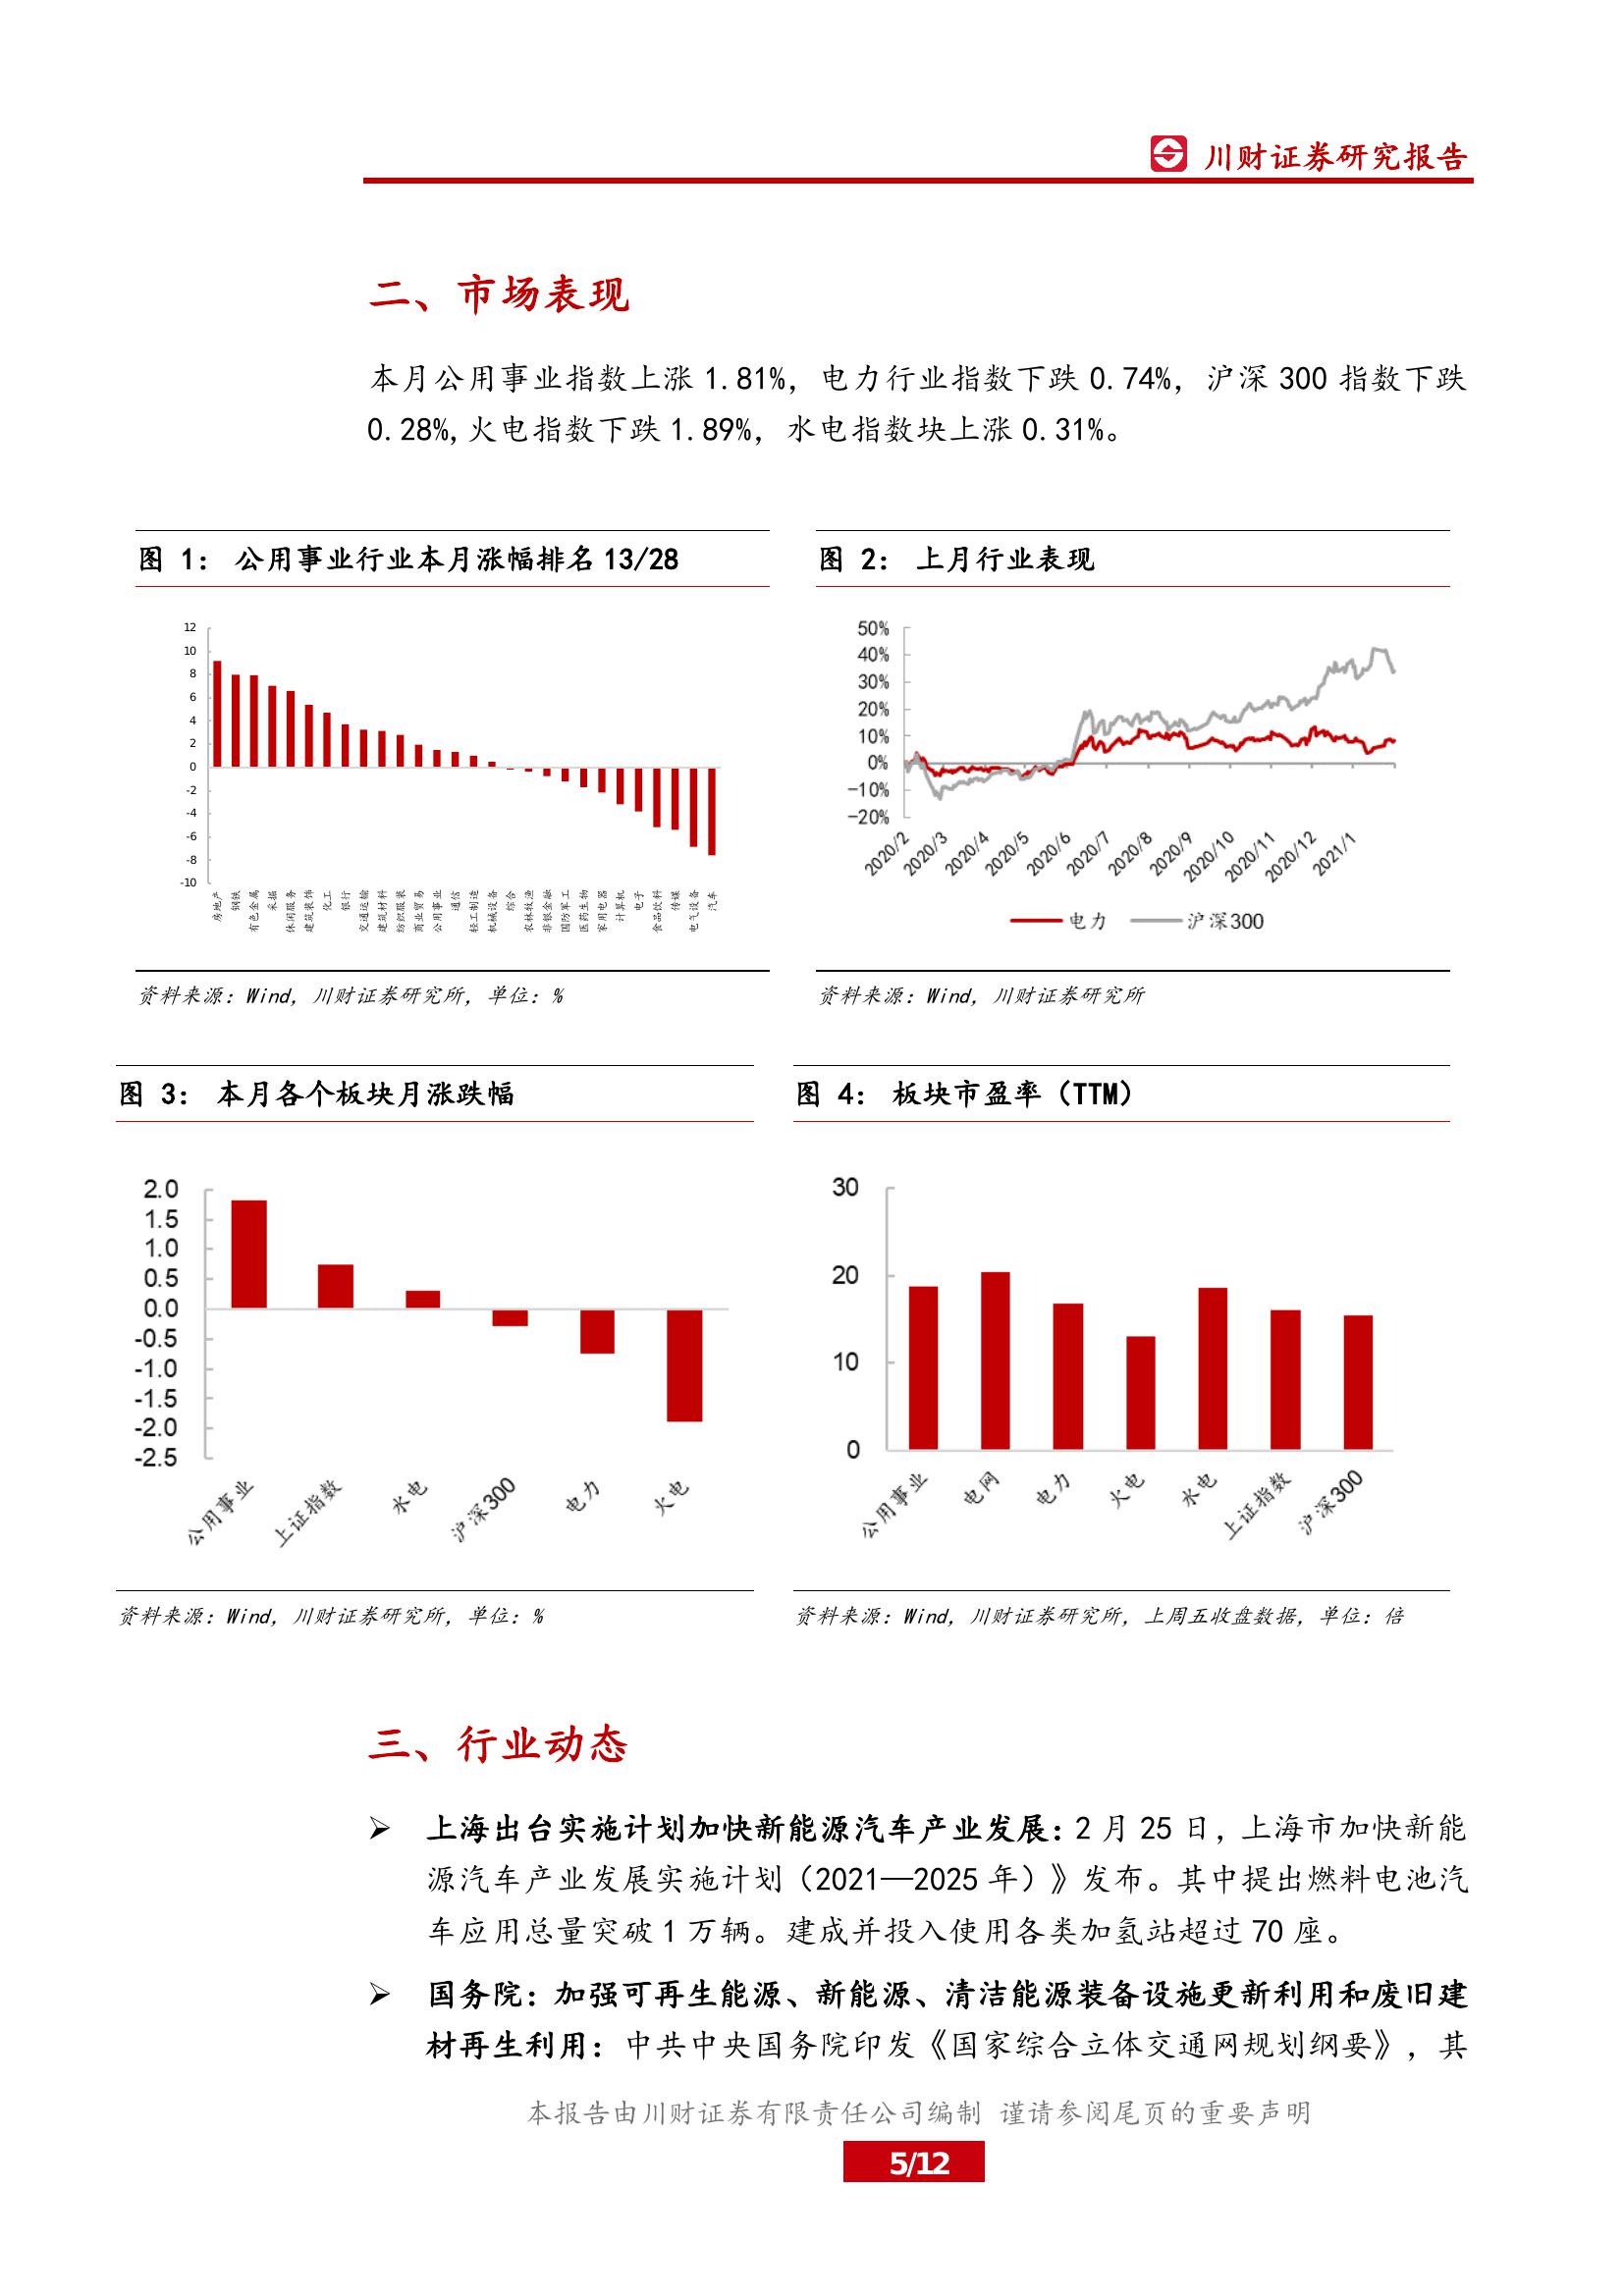 川财证券研究报告
二、市场表现
本月公用事业指数上涨 1.81%，电力行业指数下跌 0.74%，沪深 300 指数下跌
0.28%,火电指数下跌 1.89%，水电指数块上涨 0.31%。
图 1： 公用事业行业本月涨幅排名 13/28
12
10
8
6
4
2
0
-2
-4
-6
-8
-10
房地产
钢铁
有色金属
采掘
休闲服务
建筑装饰
化工
银行
交通运输
建筑材料
纺织服装
商业贸易
公用事业
通信
轻工制造
机械设备
综合
农林牧渔
非银金融
国防军工
医药生物
家用电器
计算机
电子
食品饮料
传媒
电气设备
汽车
资料来源：Wind，川财证券研究所，单位：%
图 2： 上月行业表现
50%
40%
30%
20%
10%
0%
-10%
-20%
2020/2
2020/3
2020/4
2020/5
2020/6
2020/7
2020/8
2020/9
2020/10
2020/11
2020/12
2021/1
电力
沪深300
资料来源：Wind，川财证券研究所
图 3： 本月各个板块月涨跌幅
2.0
1.5
1.0
0.5
0.0
-0.5
-1.0
-1.5
-2.0
-2.5
公用事业
上证指数
水电
沪深300
电力
火电
资料来源：Wind，川财证券研究所，单位：%
图 4： 板块市盈率（TTM）
30
20
10
0
公用事业
电网
电力
火电
水电
上证指数
沪深300
资料来源：Wind，川财证券研究所，上周五收盘数据，单位：倍
三、行业动态
➢ 上海出台实施计划加快新能源汽车产业发展：2 月 25 日，上海市加快新能
源汽车产业发展实施计划（2021—2025 年）》发布。其中提出燃料电池汽
车应用总量突破 1 万辆。建成并投入使用各类加氢站超过 70 座。
➢ 国务院：加强可再生能源、新能源、清洁能源装备设施更新利用和废旧建
材再生利用：中共中央国务院印发《国家综合立体交通网规划纲要》，其
本报告由川财证券有限责任公司编制 谨请参阅尾页的重要声明
5/12